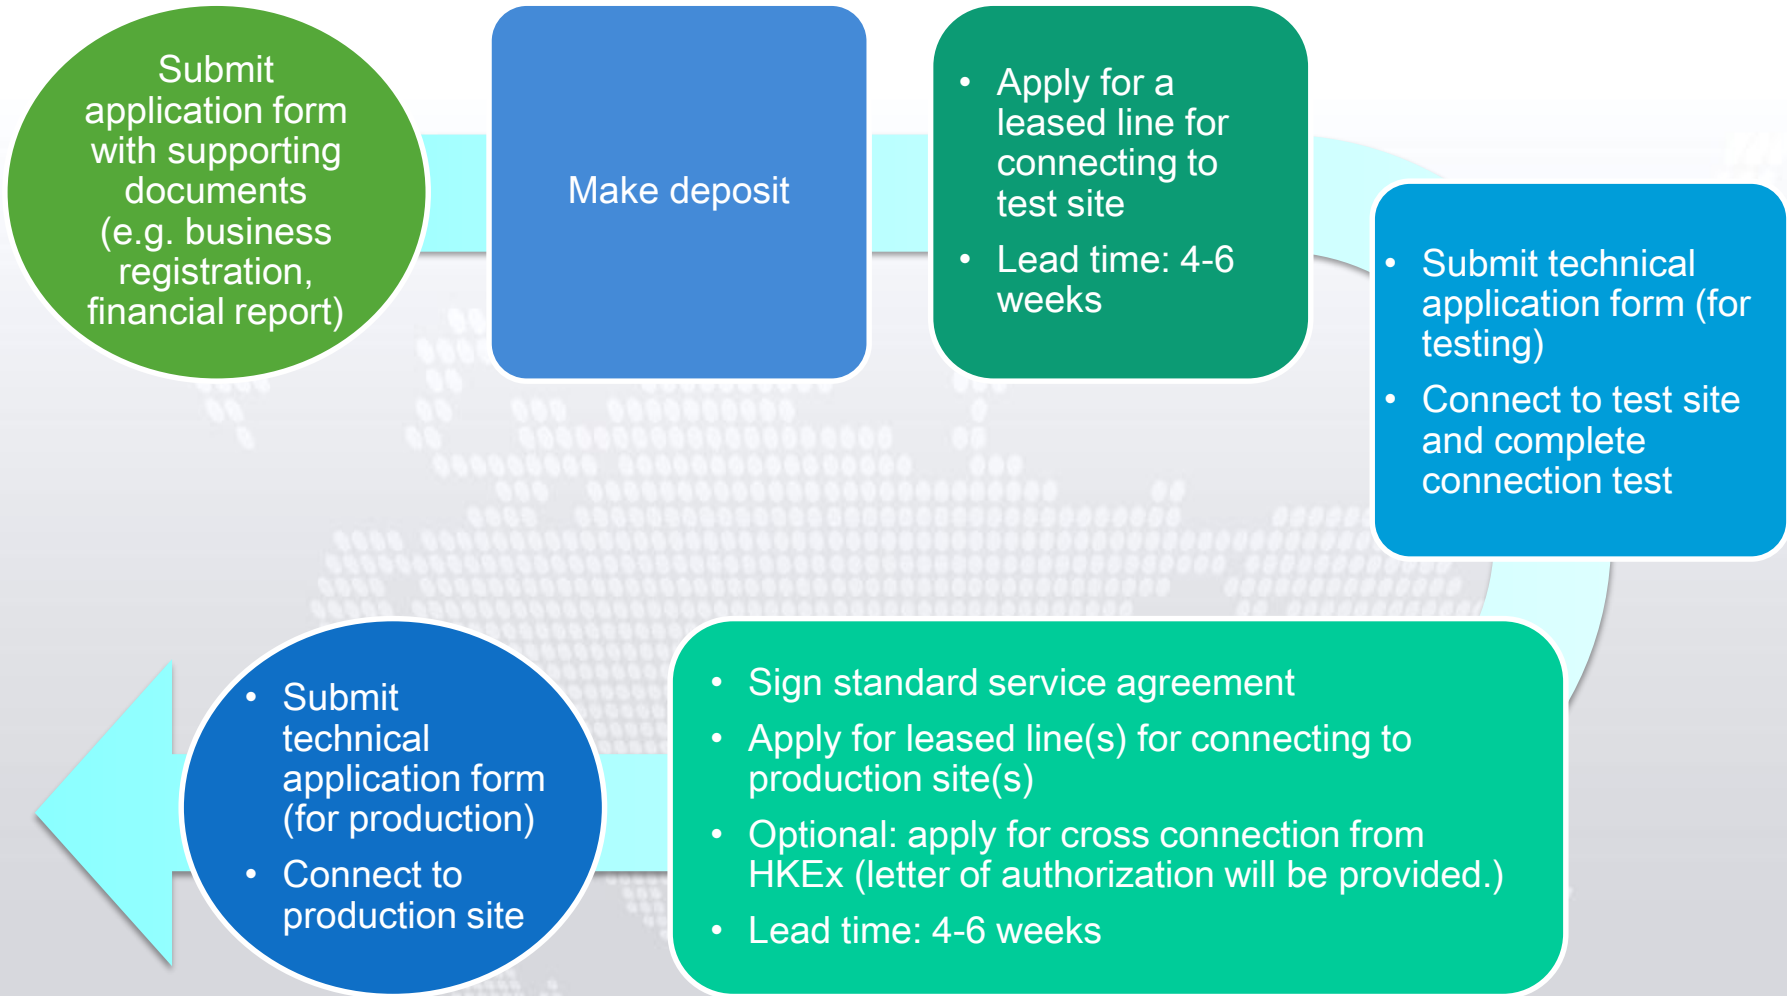 Submit
application form
with supporting
documents
(e.g. business
registration,
financial report)
Make deposit
• Apply for a
leased line for
connecting to
test site
• Lead time: 4-6
weeks
• Submit technical
application form (for
testing)
• Connect to test site
and complete
connection test
• Sign standard service agreement
• Apply for leased line(s) for connecting to
production site(s)
• Optional: apply for cross connection from
HKEx (letter of authorization will be provided.)
• Lead time: 4-6 weeks
• Submit
technical
application form
(for production)
• Connect to
production site